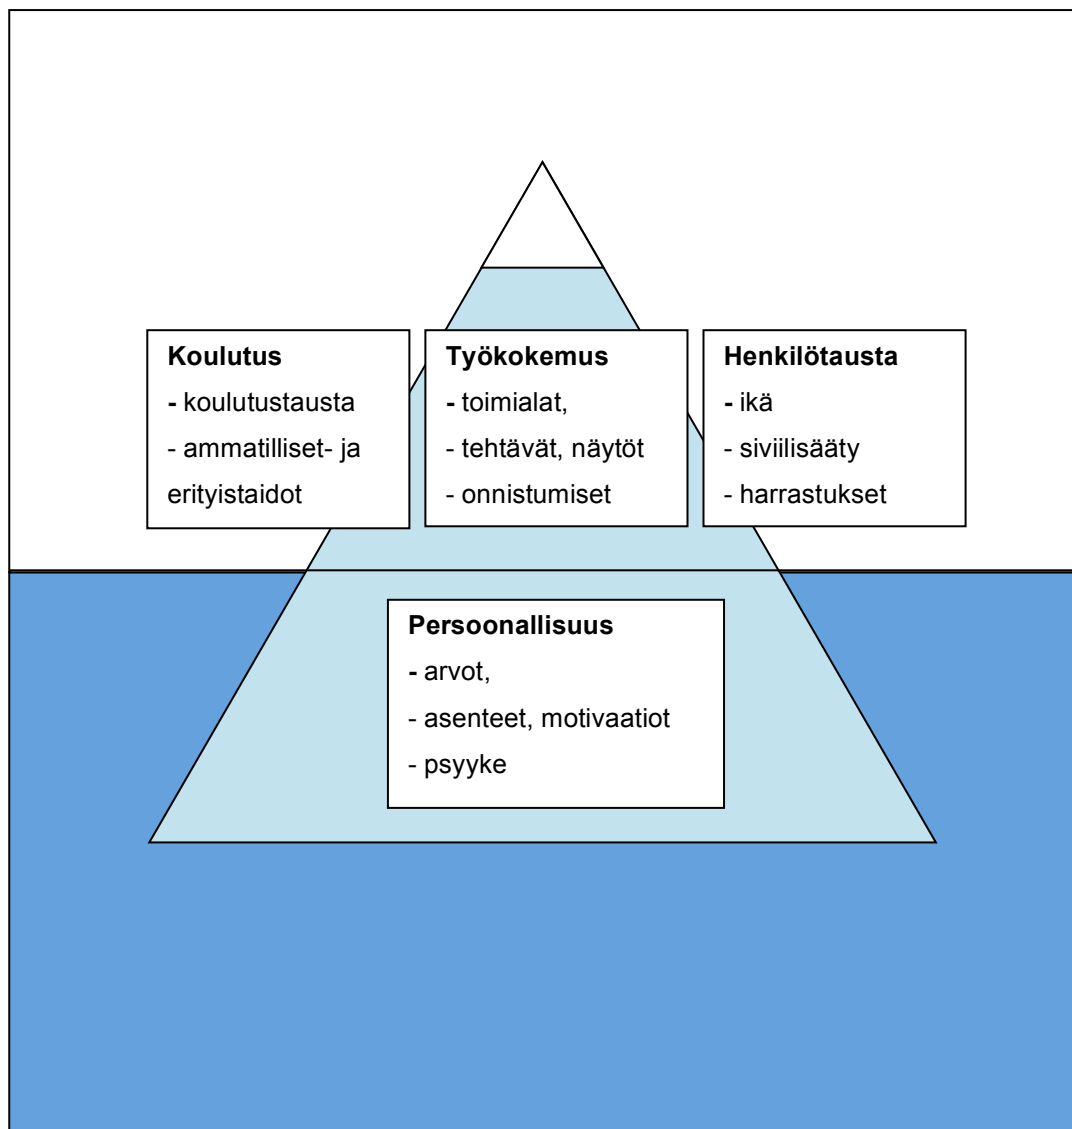 Koulutus
- koulutustausta
- ammatilliset- ja
erityistaidot
Työkokemus
- toimialat,
- tehtävät, näytöt
- onnistumiset
Henkilötausta
- ikä
- siviilisääty
- harrastukset
Persoonallisuus
- arvot,
- asenteet, motivaatiot
- psyyke